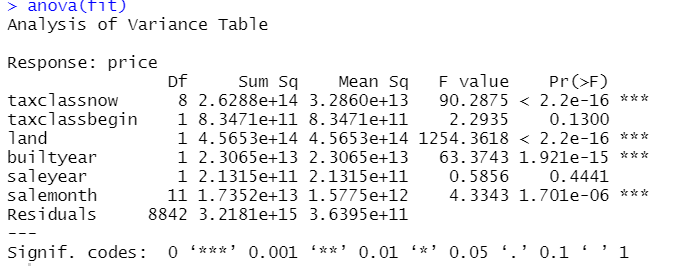 > anova(fit)
Analysis of Variance Table
Response: price
Df Sum Sq Mean Sq F value Pr(>F)
taxclassnow 8 2.6288e+14 3.2860e+13 90.2875 < 2.2e-16 ***
taxclassbegin 1 8.3471e+11 8.3471e+11 2.2935 0.1300
land 1 4.5653e+14 4.5653e+14 1254.3618 < 2.2e-16 ***
builtyear 1 2.3065e+13 2.3065e+13 63.3743 1.921e-15 ***
saleyear 1 2.1315e+11 2.1315e+11 0.5856 0.4441
salemonth 11 1.7352e+13 1.5775e+12 4.3343 1.701e-06 ***
Residuals 8842 3.2181e+15 3.6395e+11
---
Signif. codes: 0 ‘***’ 0.001 ‘**’ 0.01 ‘*’ 0.05 ‘.’ 0.1 ‘ ’ 1